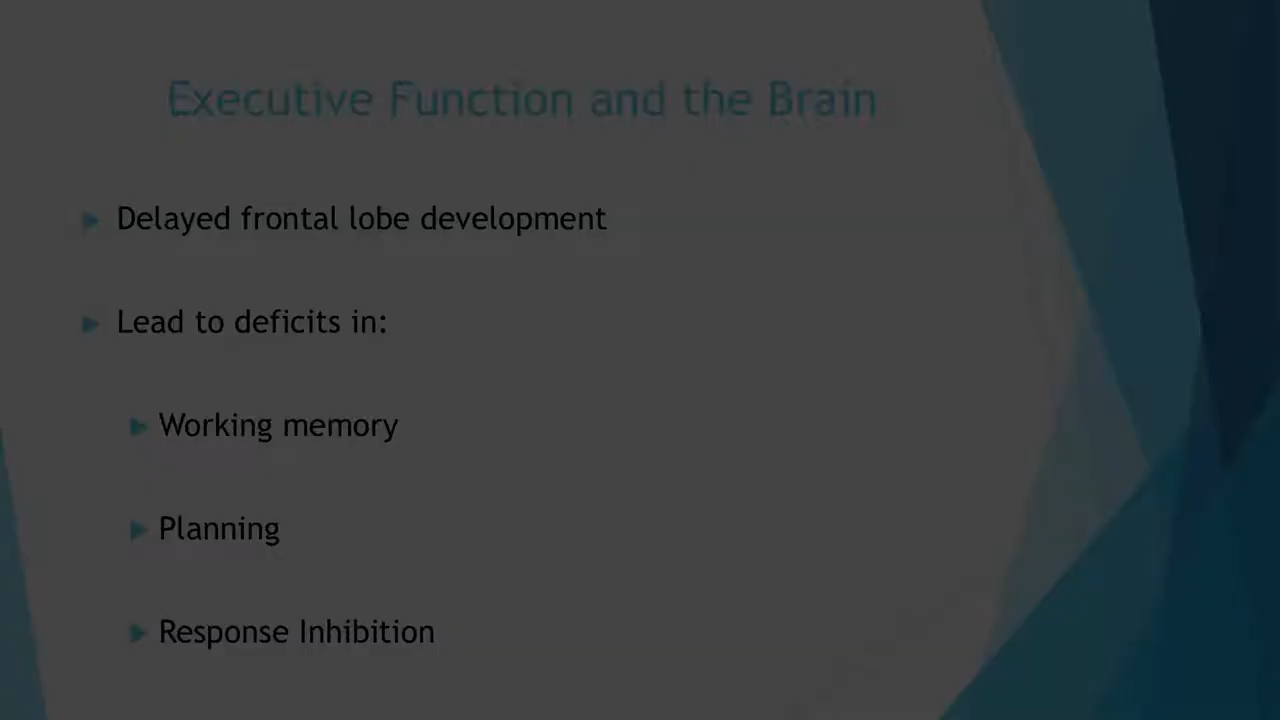 Executive Function and the Brain
Delayed frontal lobe development
Lead to deficits in:
Working memory
Planning
Response Inhibition